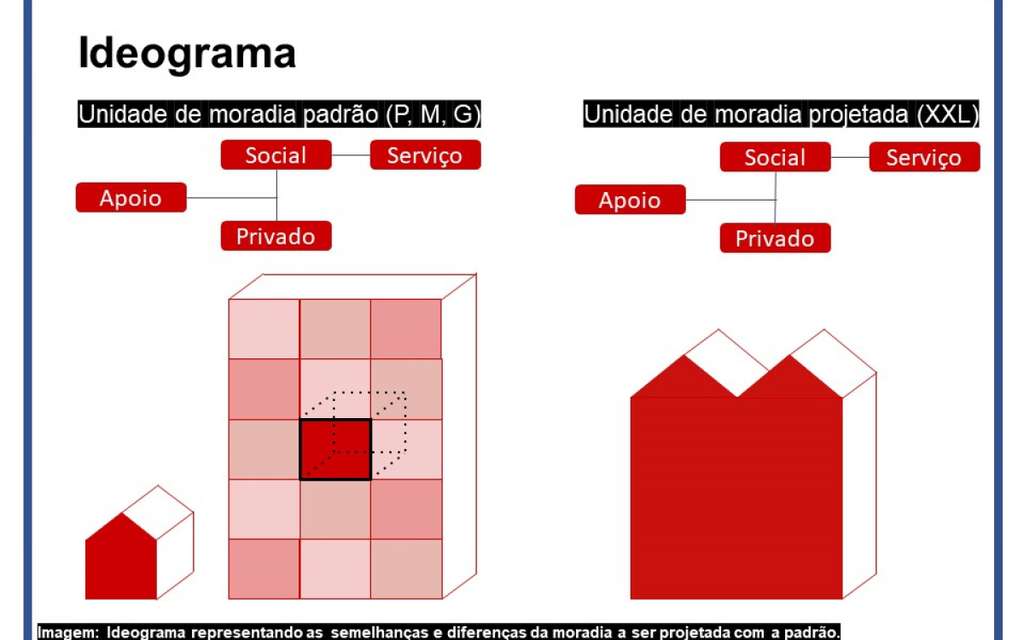 Ideograma
Unidade de moradia padrão (P, M, G)
Social
Serviço
Apoio
Privado
Unidade de moradia projetada (XXL)
Social
Serviço
Apoio
Privado
Imagem: Ideograma representando as semelhanças e diferenças da moradia a ser projetada com a padrão.